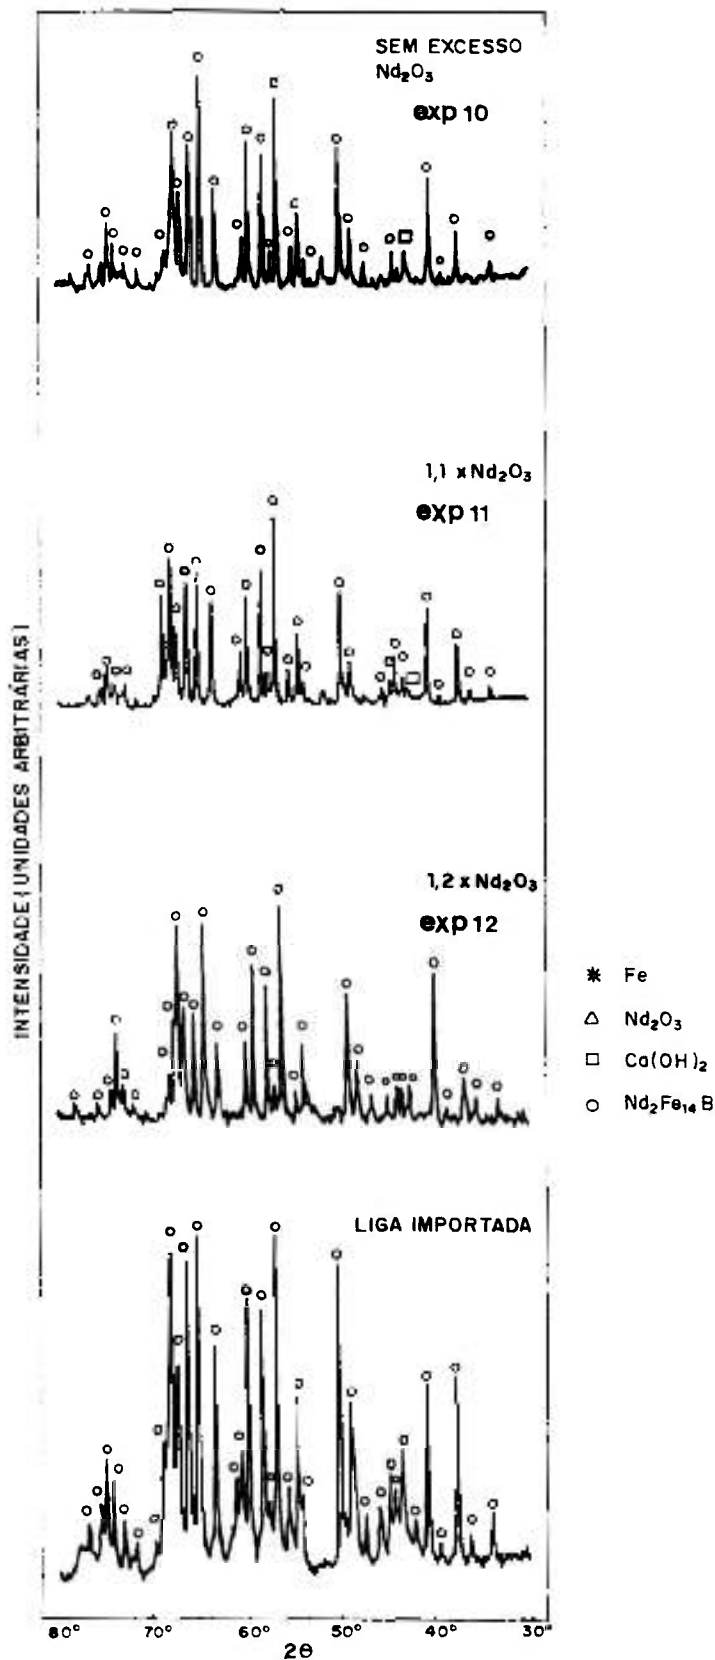 SEM EXCESSO
Nd₂O₃
exp 10
1,1 x Nd₂O₃
exp 11
1,2 x Nd₂O₃
exp 12
LIGA IMPORTADA
INTENSIDADE (UNIDADES ARBITRÁRIAS)
Fe
Nd₂O₃
Ca(OH)₂
Nd₂Fe₁₄B
80° 70° 60° 50° 40° 30°
2θ